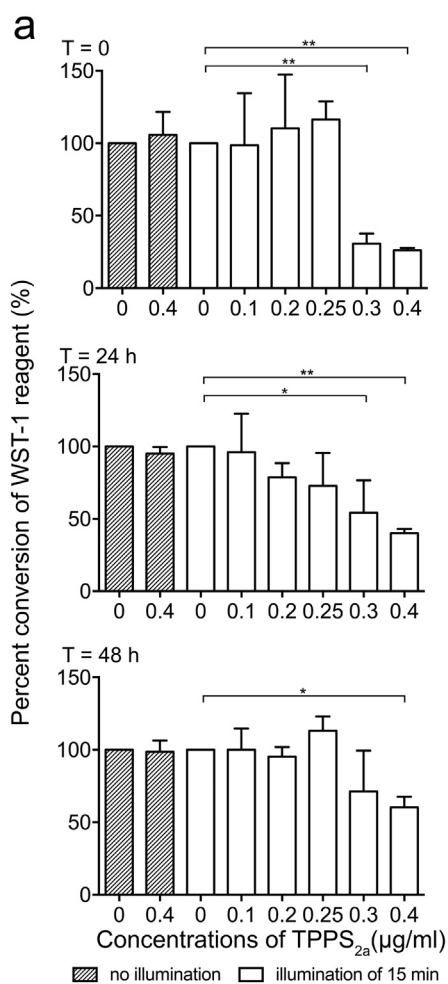 a
T = 0
**
**
150
100
50
0
0 0.4 0 0.1 0.2 0.25 0.3 0.4
T = 24 h
**
*
150
100
50
0
0 0.4 0 0.1 0.2 0.25 0.3 0.4
T = 48 h
*
150
100
50
0
0 0.4 0 0.1 0.2 0.25 0.3 0.4
Percent conversion of WST-1 reagent (%)
Concentrations of TPPS2a(µg/ml)
no illumination illumination of 15 min